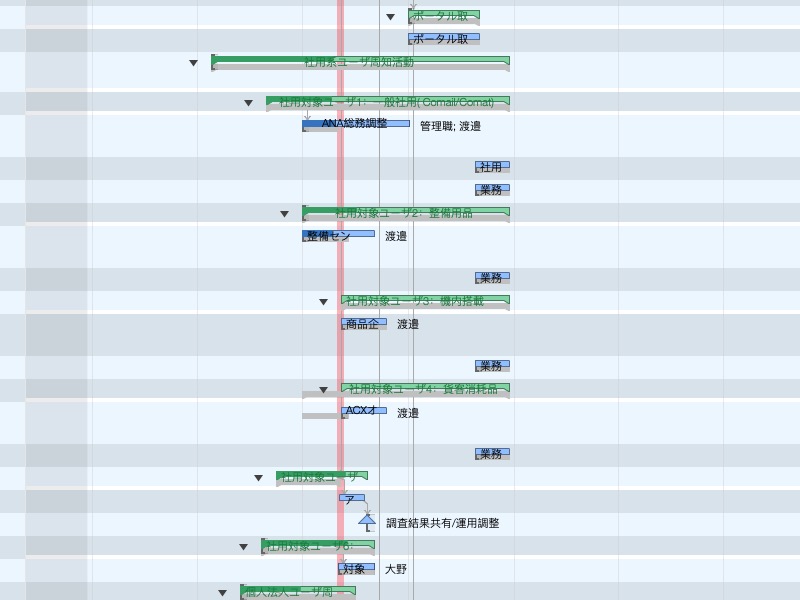 ポータル取
ポータル取
社用系ユーザ周知活動
社用対象ユーザ1: 一般社用( Comail/Comat)
ANA総務調整 管理職; 渡邉
社用
業務
社用対象ユーザ2: 整備用品
整備セン 渡邉
業務
社用対象ユーザ3: 機内搭載
商品企 渡邉
業務
社用対象ユーザ4: 貨客消耗品
ACXオ 渡邉
業務
社用対象ユーザ
ア
調査結果共有/運用調整
社用対象ユーザ6:
対象 大野
個人法人ユーザ周